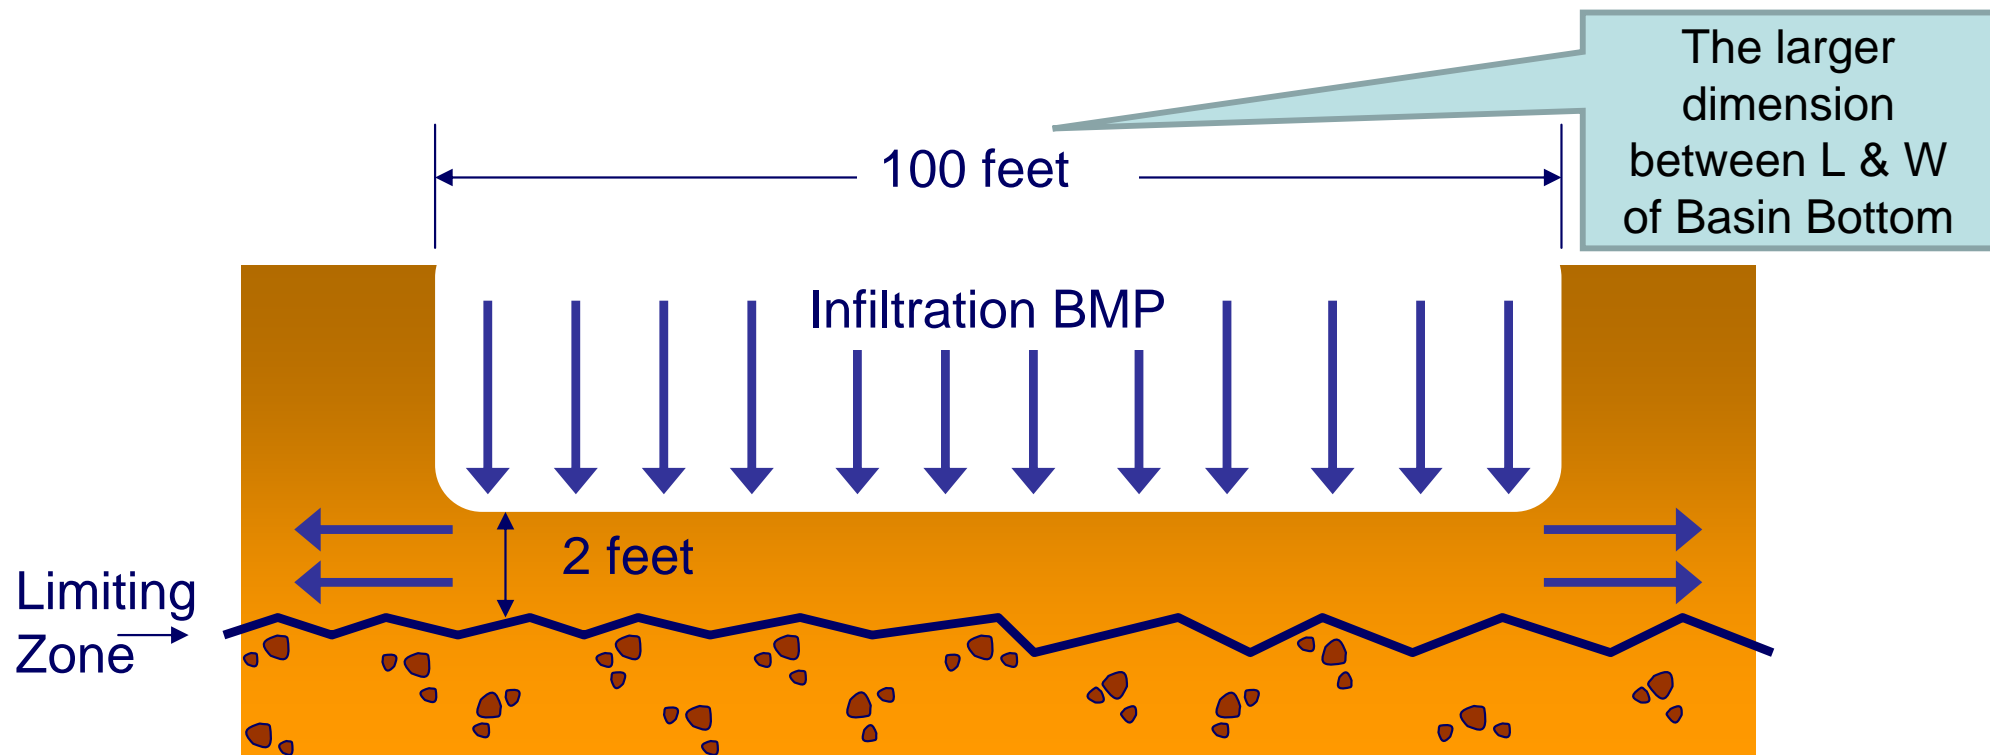 The larger
dimension
between L & W
of Basin Bottom
100 feet
Infiltration BMP
2 feet
Limiting
Zone